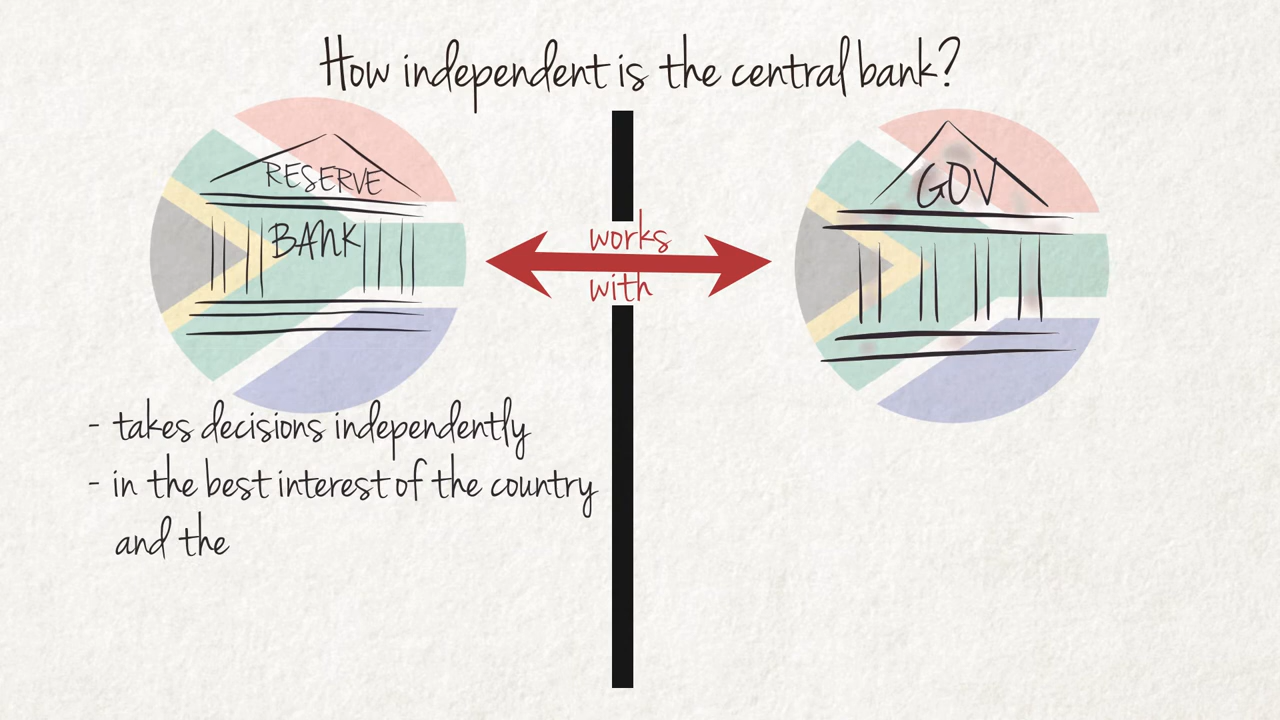 How independent is the central bank?
RESERVE
BANK
works
with
GOV
- takes decisions independently
- in the best interest of the country
and the